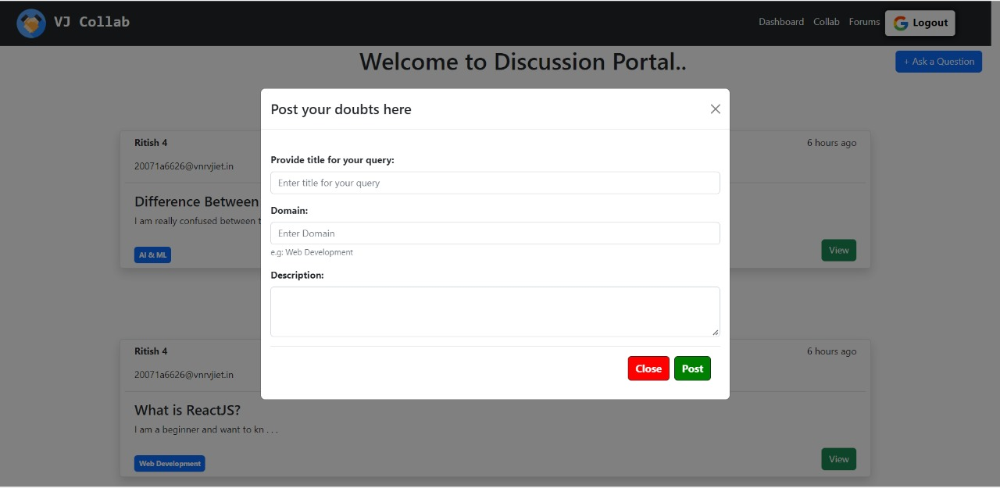 VJ Collab
Dashboard Collab Forums Logout
Welcome to Discussion Portal..
+ Ask a Question
Post your doubts here
Ritish 4
6 hours ago
20071a6626@vnrvjiet.in
Provide title for your query:
Enter title for your query
Difference Between
I am really confused between
Domain:
Enter Domain
e.g: Web Development
AI & ML
View
Description:
Ritish 4
6 hours ago
20071a6626@vnrvjiet.in
Close Post
What is ReactJS?
I am a beginner and want to kn . . .
Web Development
View